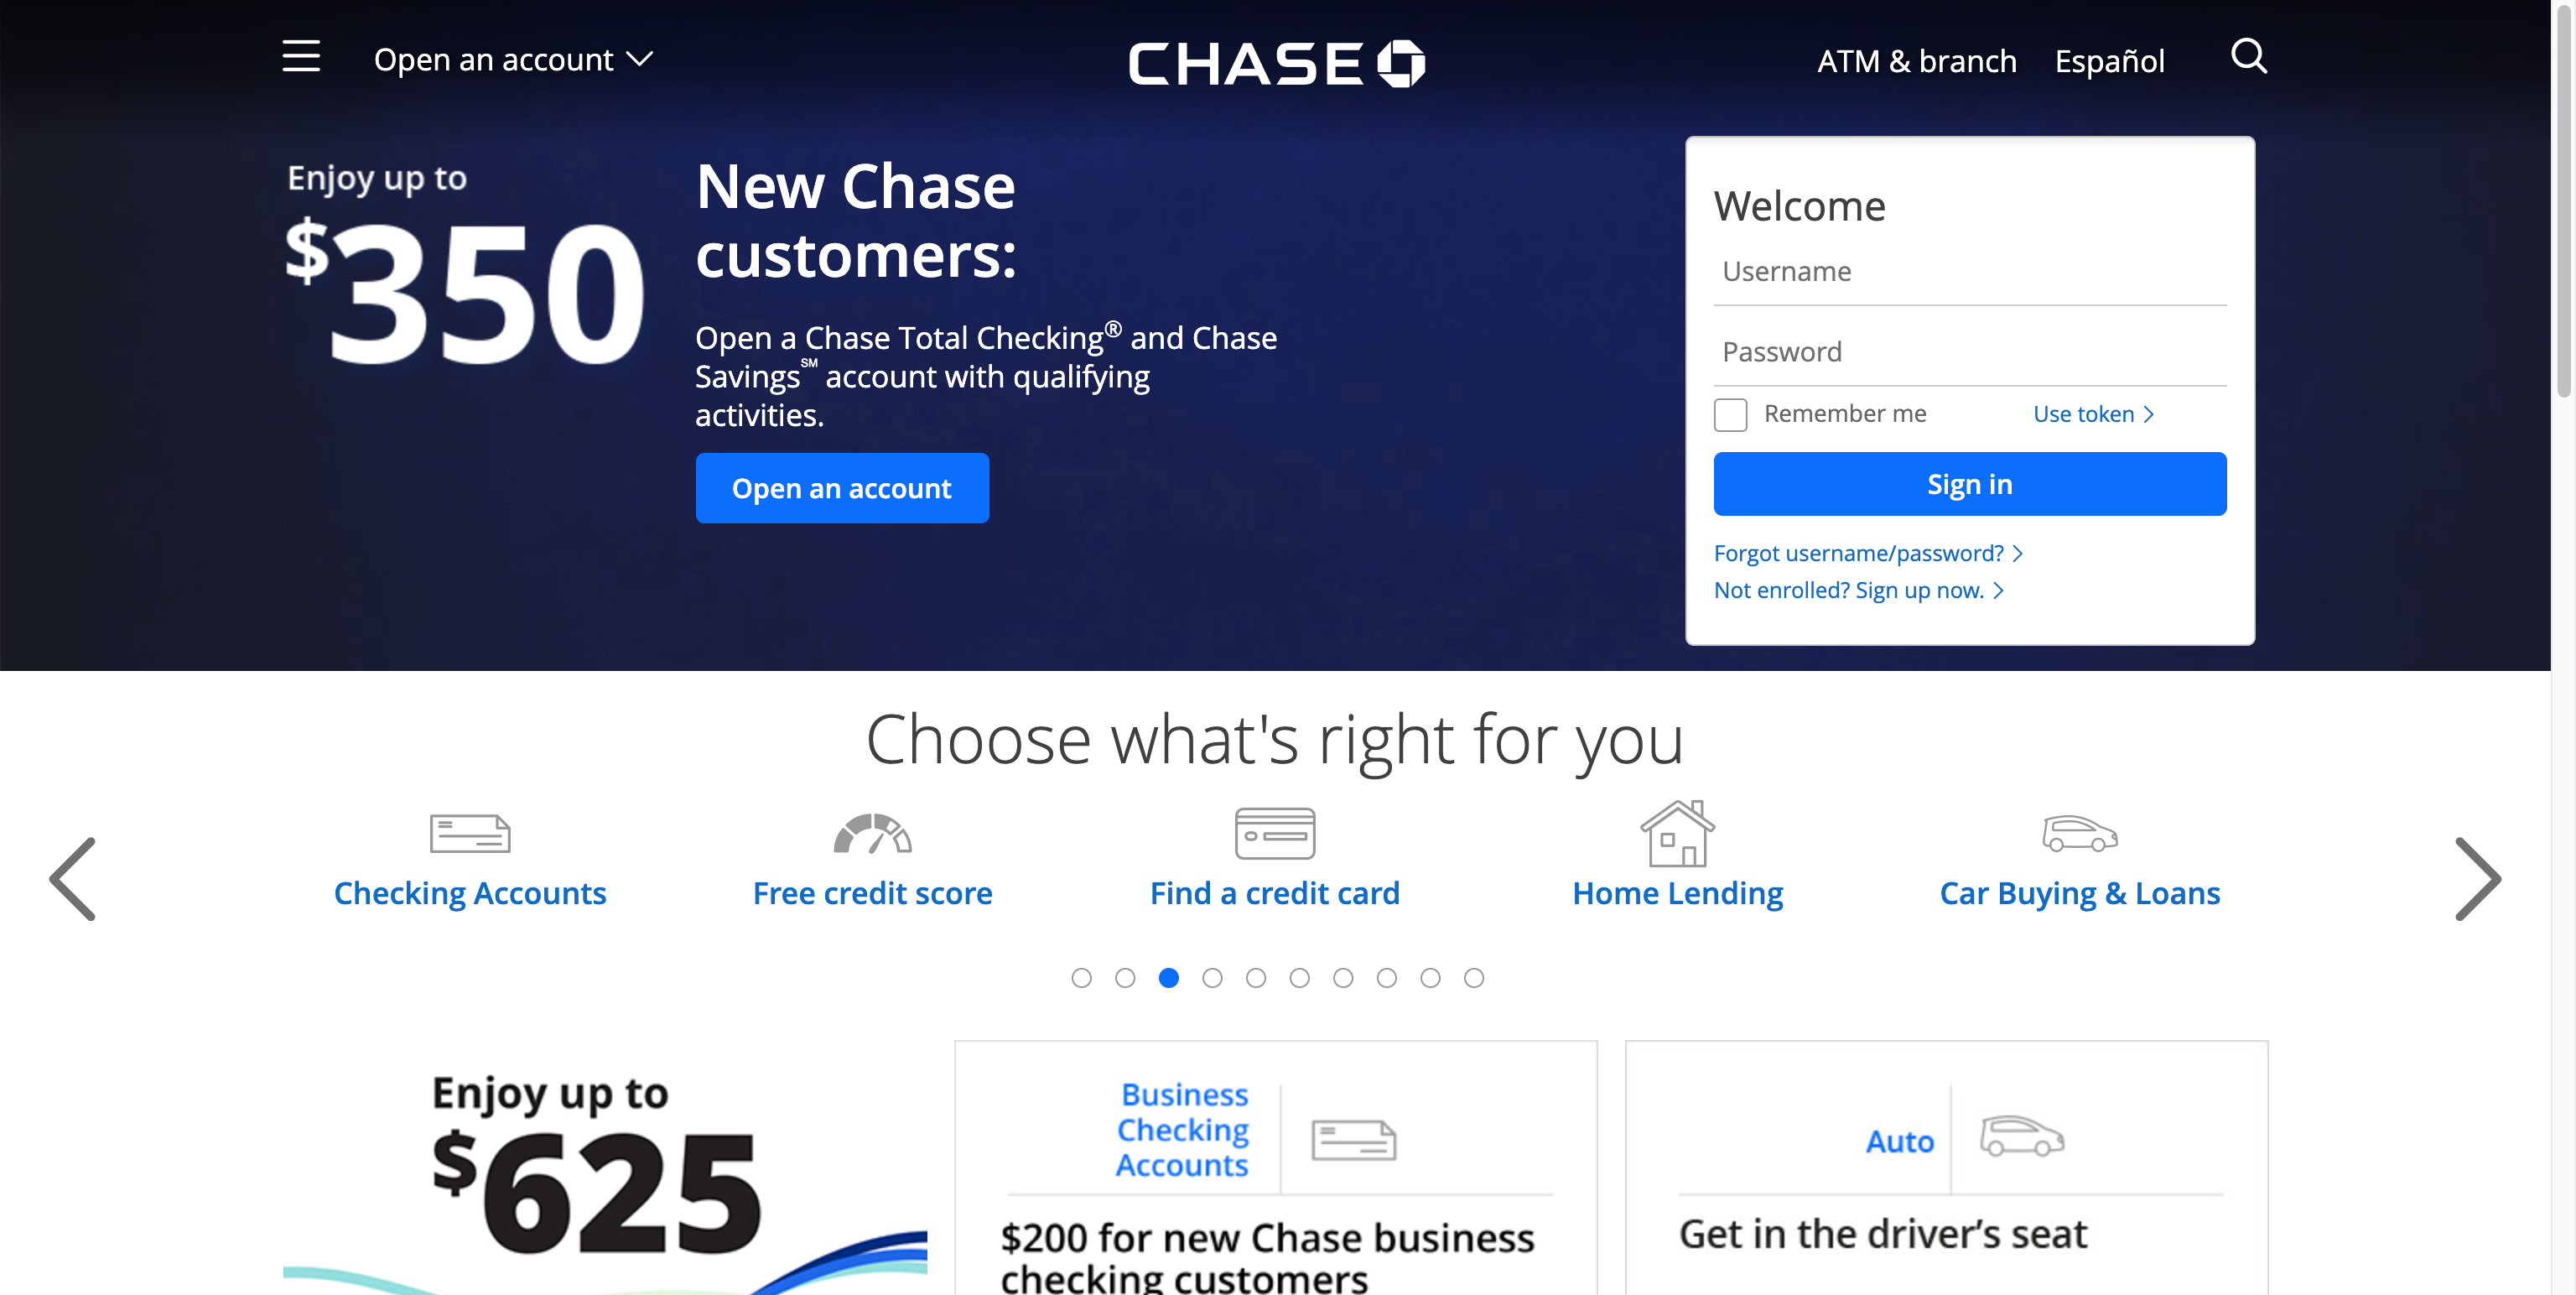 Open an account
CHASE
ATM & branch
Español
Enjoy up to
$350
New Chase
customers:
Open a Chase Total Checking® and Chase
Savings℠ account with qualifying
activities.
Open an account
Welcome
Username
Password
Remember me
Use token
Sign in
Forgot username/password?
Not enrolled? Sign up now.
Choose what's right for you
Checking Accounts
Free credit score
Find a credit card
Home Lending
Car Buying & Loans
Enjoy up to
$625
Business
Checking
Accounts
$200 for new Chase business
checking customers
Auto
Get in the driver’s seat